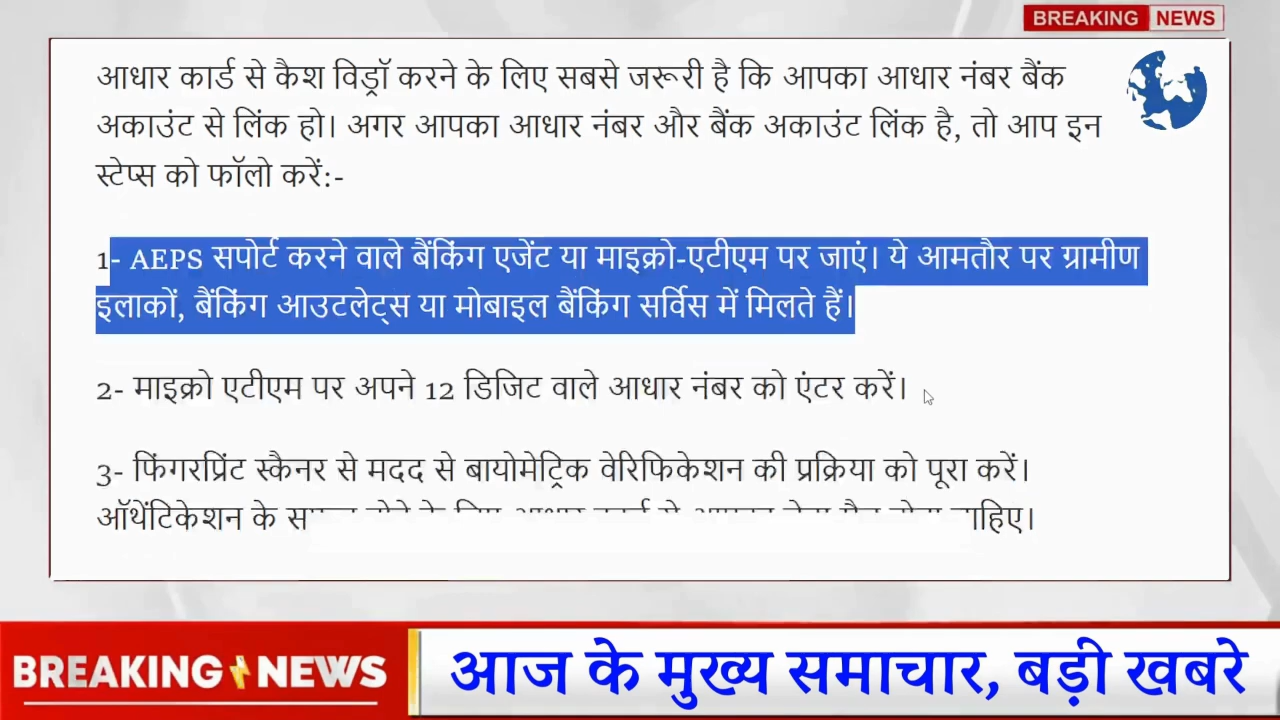 BREAKING NEWS
आधार कार्ड से कैश विड्रॉ करने के लिए सबसे जरूरी है कि आपका आधार नंबर बैंक
अकाउंट से लिंक हो। अगर आपका आधार नंबर और बैंक अकाउंट लिंक है, तो आप इन
स्टेप्स को फॉलो करें:-
1- AEPS सपोर्ट करने वाले बैंकिंग एजेंट या माइक्रो-एटीएम पर जाएं। ये आमतौर पर ग्रामीण
इलाकों, बैंकिंग आउटलेट्स या मोबाइल बैंकिंग सर्विस में मिलते हैं।
2- माइक्रो एटीएम पर अपने 12 डिजिट वाले आधार नंबर को एंटर करें।
3- फिंगरप्रिंट स्कैनर से मदद से बायोमेट्रिक वेरिफिकेशन की प्रक्रिया को पूरा करें।
ऑथेंटिकेशन के
BREAKING NEWS
आज के मुख्य समाचार, बड़ी खबरे